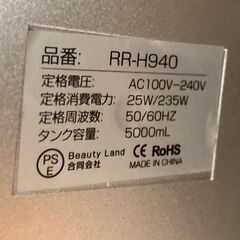 品番: RR-H940
定格電圧: AC100V-240V
定格消費電力: 25W/235W
定格周波数: 50/60HZ
タンク容量: 5000mL
PS E Beauty Land 合同会社 CE RoHS
MADE IN CHINA